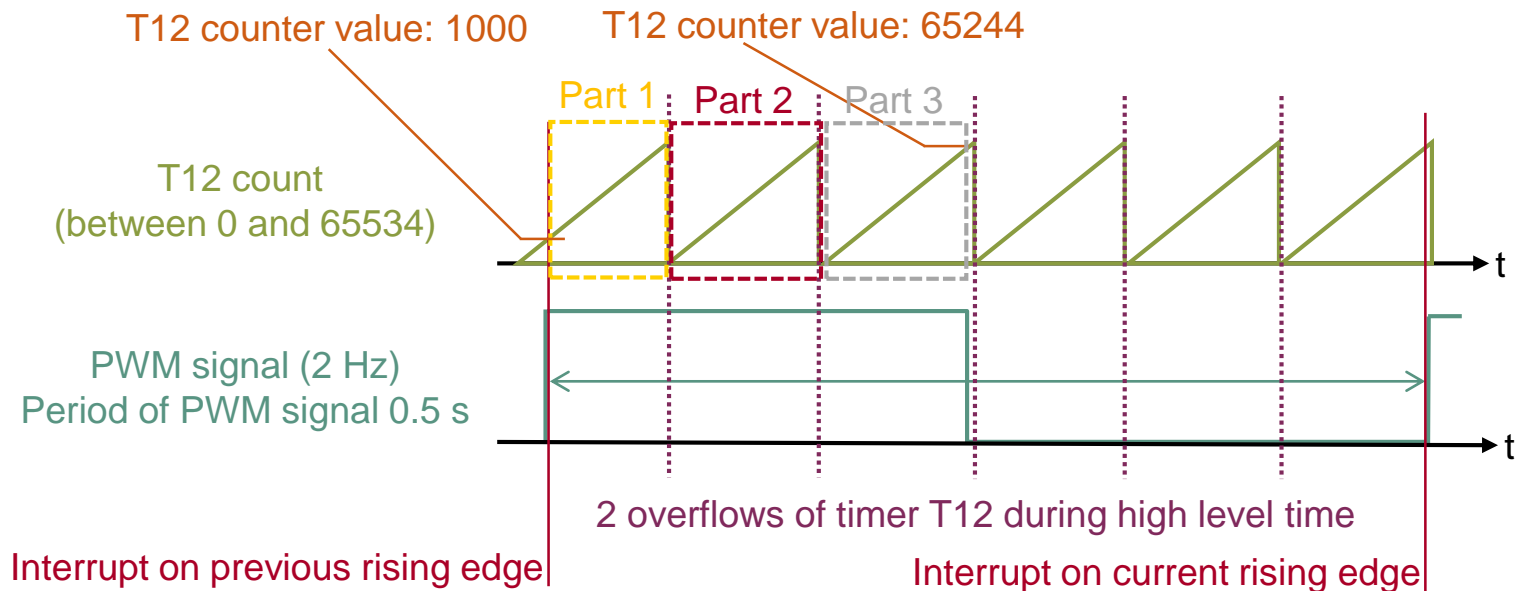 T12 counter value: 1000
T12 counter value: 65244
Part 1
Part 2
Part 3
T12 count
(between 0 and 65534)
t
PWM signal (2 Hz)
Period of PWM signal 0.5 s
t
2 overflows of timer T12 during high level time
Interrupt on previous rising edge
Interrupt on current rising edge